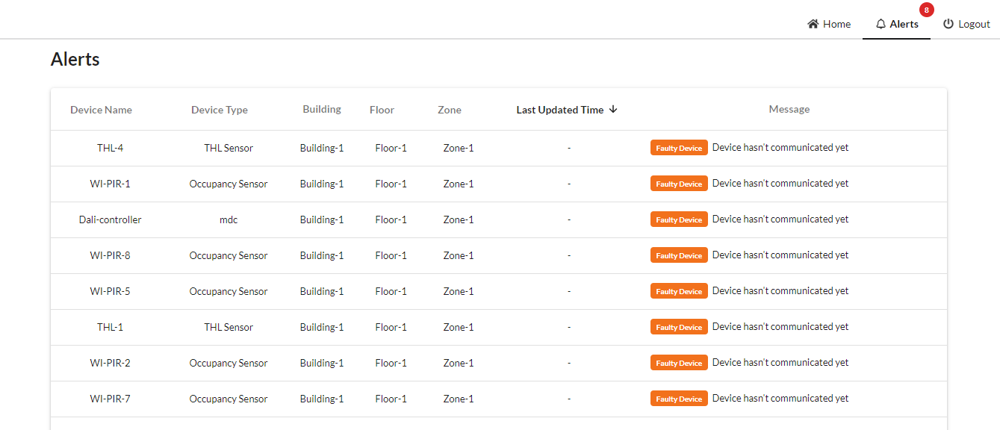 8
Home Alerts Logout
Alerts
Device Name Device Type Building Floor Zone Last Updated Time ↓ Message
THL-4 THL Sensor Building-1 Floor-1 Zone-1 - Faulty Device Device hasn't communicated yet
WI-PIR-1 Occupancy Sensor Building-1 Floor-1 Zone-1 - Faulty Device Device hasn't communicated yet
Dali-controller mdc Building-1 Floor-1 Zone-1 - Faulty Device Device hasn't communicated yet
WI-PIR-8 Occupancy Sensor Building-1 Floor-1 Zone-1 - Faulty Device Device hasn't communicated yet
WI-PIR-5 Occupancy Sensor Building-1 Floor-1 Zone-1 - Faulty Device Device hasn't communicated yet
THL-1 THL Sensor Building-1 Floor-1 Zone-1 - Faulty Device Device hasn't communicated yet
WI-PIR-2 Occupancy Sensor Building-1 Floor-1 Zone-1 - Faulty Device Device hasn't communicated yet
WI-PIR-7 Occupancy Sensor Building-1 Floor-1 Zone-1 - Faulty Device Device hasn't communicated yet